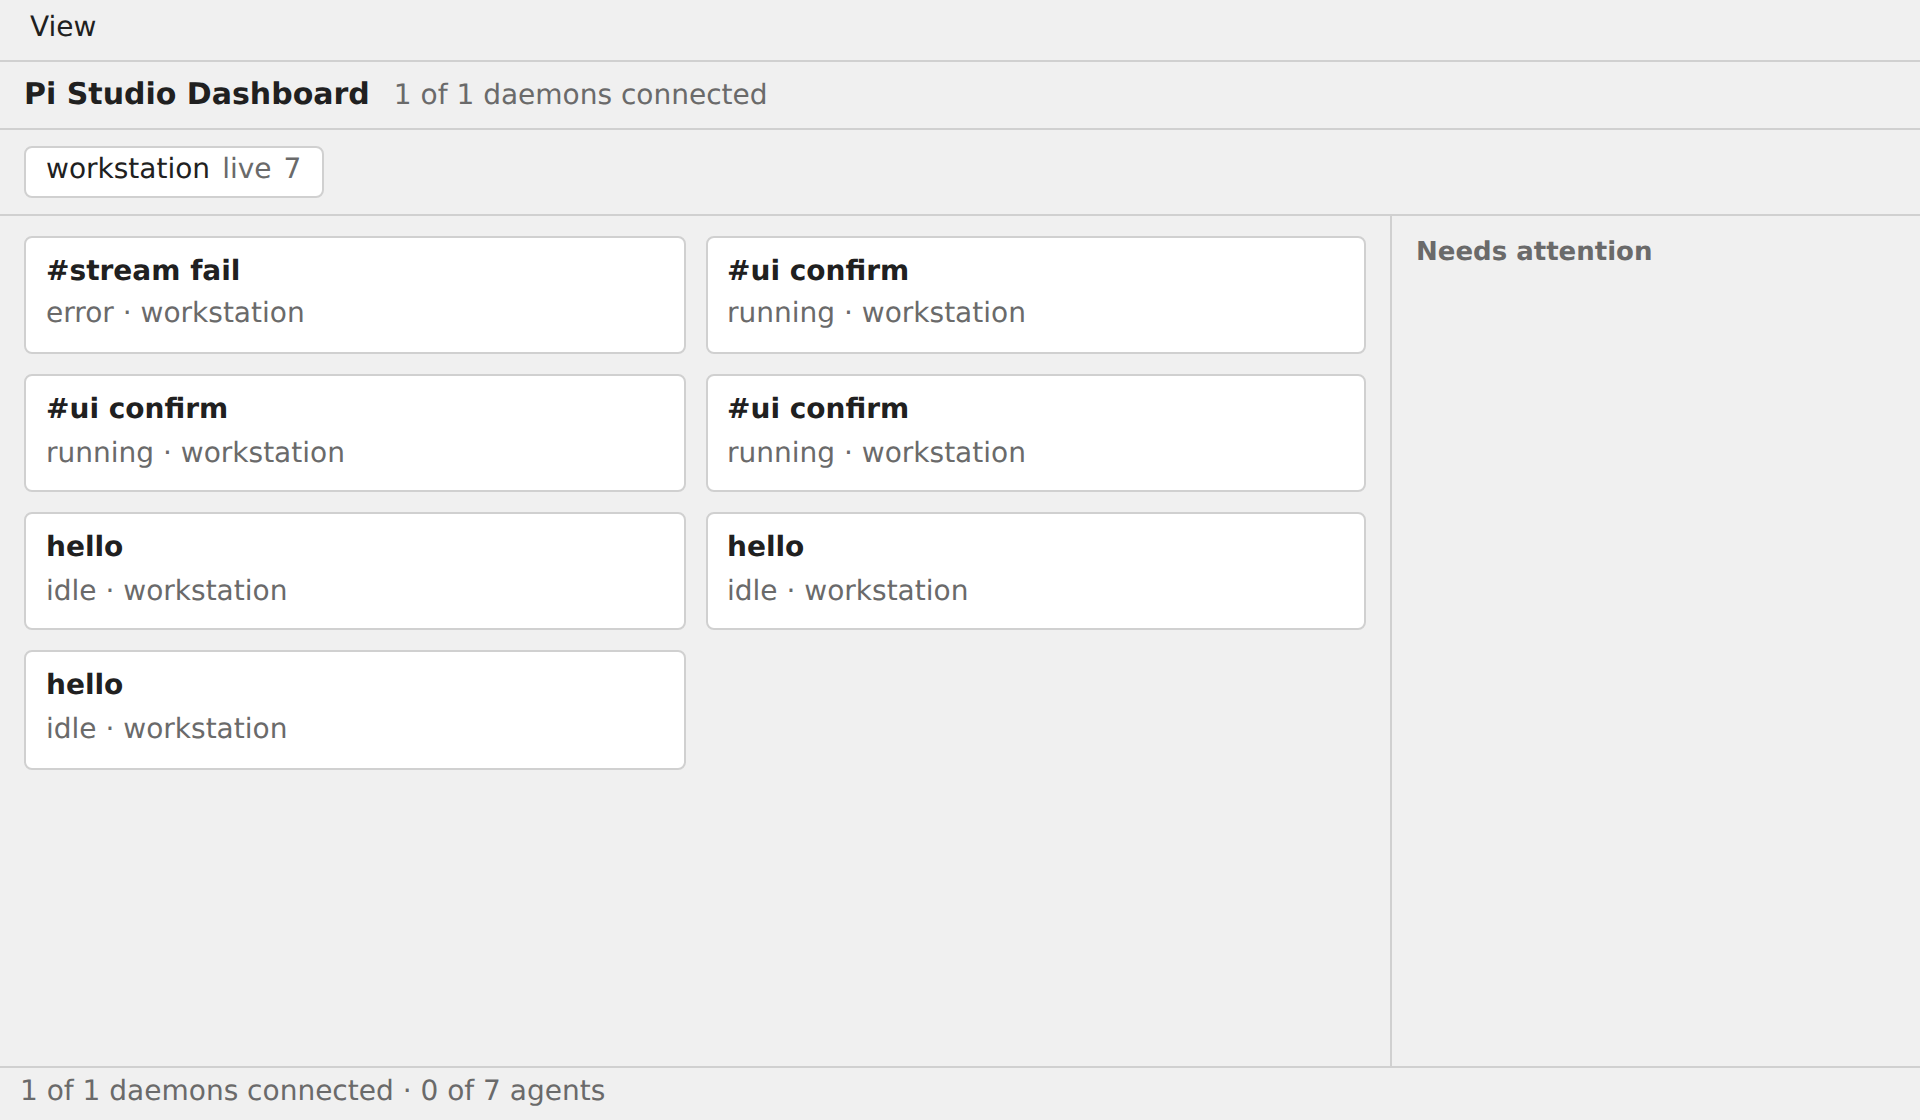 View
Pi Studio Dashboard 1 of 1 daemons connected
workstation live 7
#stream fail
error · workstation
#ui confirm
running · workstation
#ui confirm
running · workstation
#ui confirm
running · workstation
hello
idle · workstation
hello
idle · workstation
hello
idle · workstation
Needs attention
1 of 1 daemons connected · 0 of 7 agents